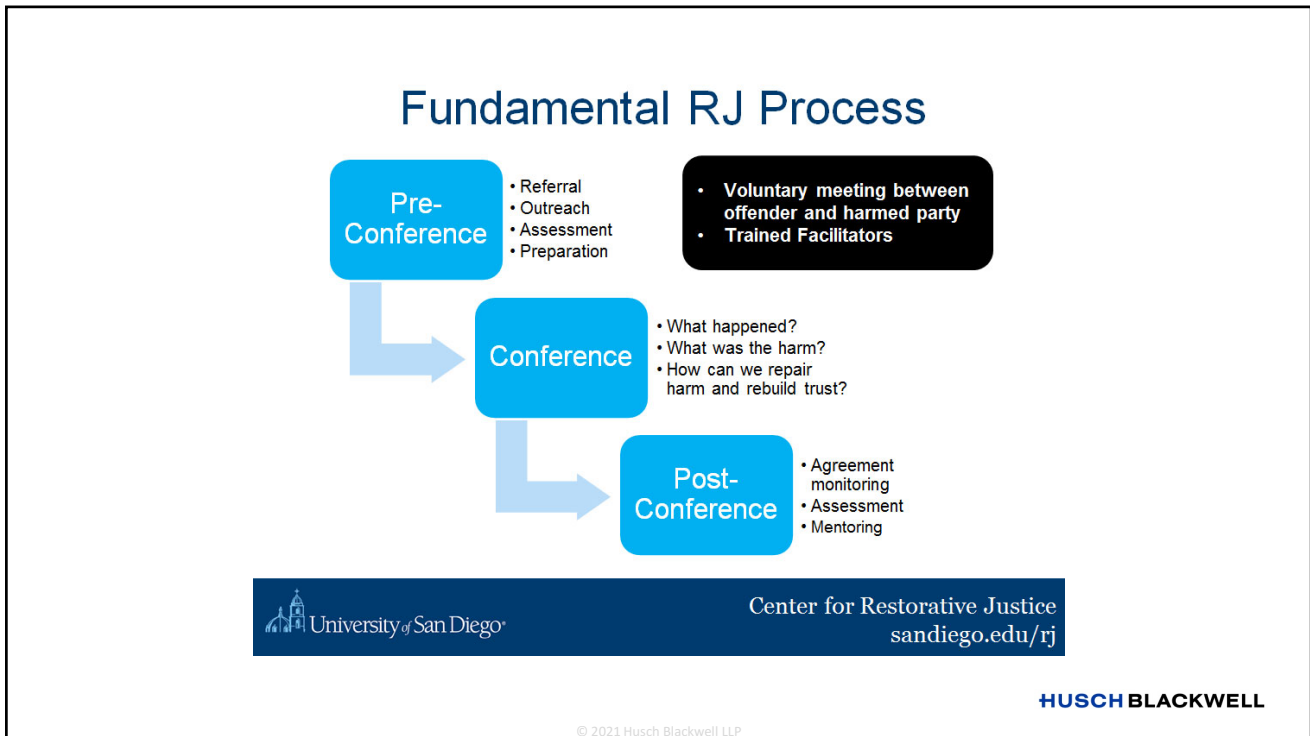 Fundamental RJ Process
Pre-
Conference
• Referral
• Outreach
• Assessment
• Preparation
• Voluntary meeting between
offender and harmed party
• Trained Facilitators
Conference
• What happened?
• What was the harm?
• How can we repair
harm and rebuild trust?
Post-
Conference
• Agreement
monitoring
• Assessment
• Mentoring
University of San Diego®
Center for Restorative Justice
sandiego.edu/rj
HUSCH BLACKWELL
© 2021 Husch Blackwell LLP